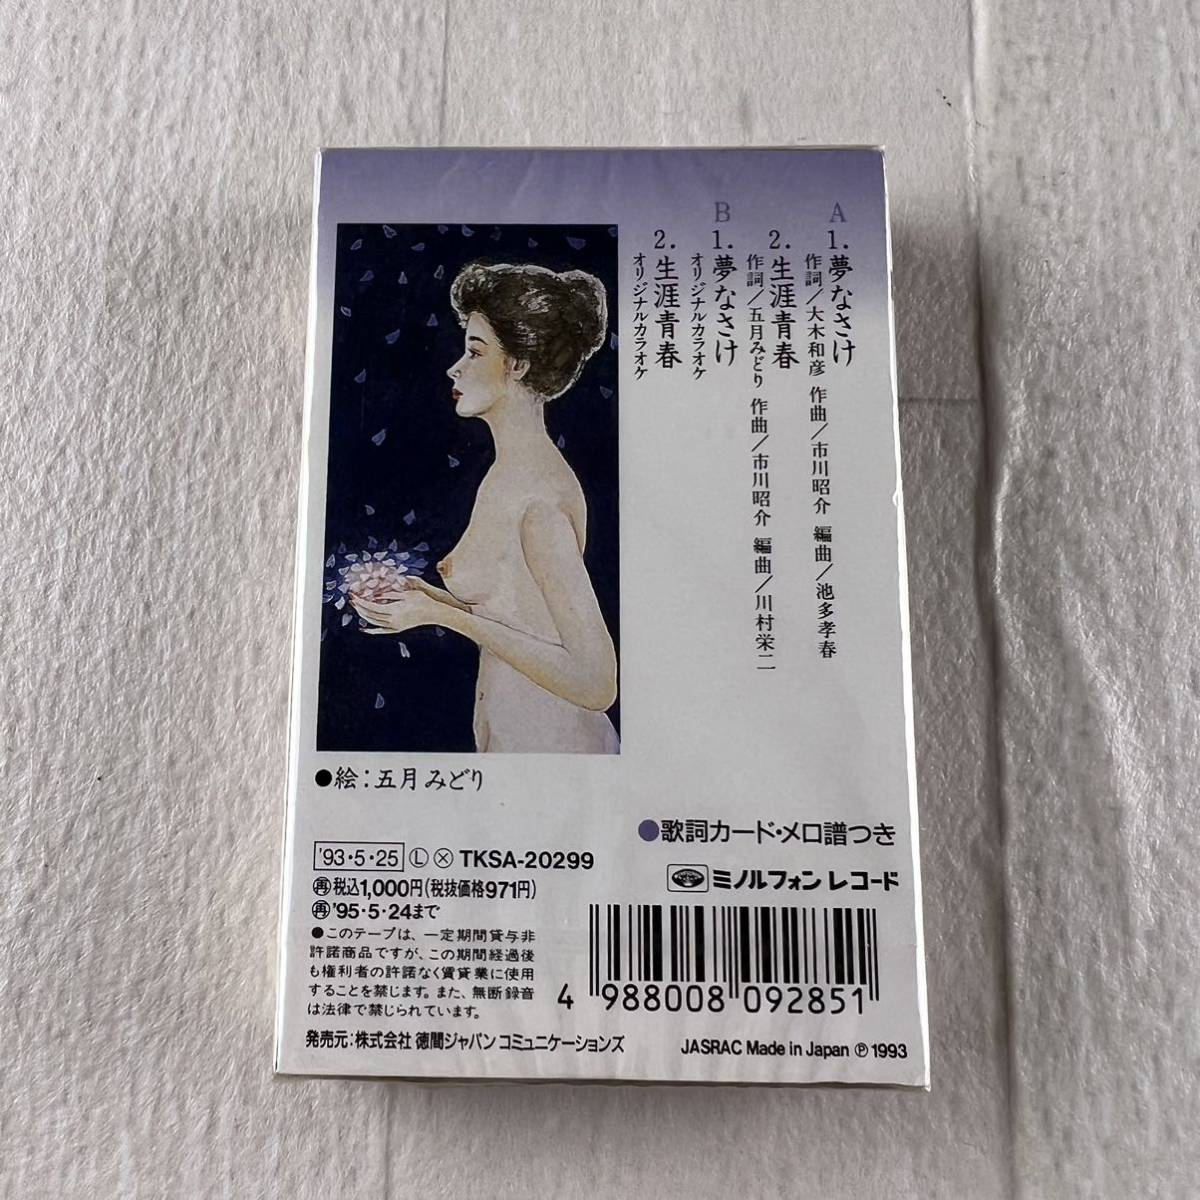 A
1.夢なさけ
作詞／大木和彦 作曲／市川昭介 編曲／池多孝春
2.生涯青春
作詞／五月みどり 作曲／市川昭介 編曲／川村栄二
B
1.夢なさけ
オリジナルカラオケ
2.生涯青春
オリジナルカラオケ
●絵:五月みどり
●歌詞カード・メロ譜つき
'93・5・25 Ⓛ ⓧ TKSA-20299
㊢税込1,000円(税抜価格971円)
再'95・5・24まで
ミノルフォンレコード
●このテープは、一定期間貸与非
許諾商品ですが、この期間経過後
も権利者の許諾なく賃貸業に使用
することを禁じます。また、無断録音
は法律で禁じられています。
4 988008 092851
発売元:株式会社 徳間ジャパン コミュニケーションズ
JASRAC Made in Japan Ⓟ 1993